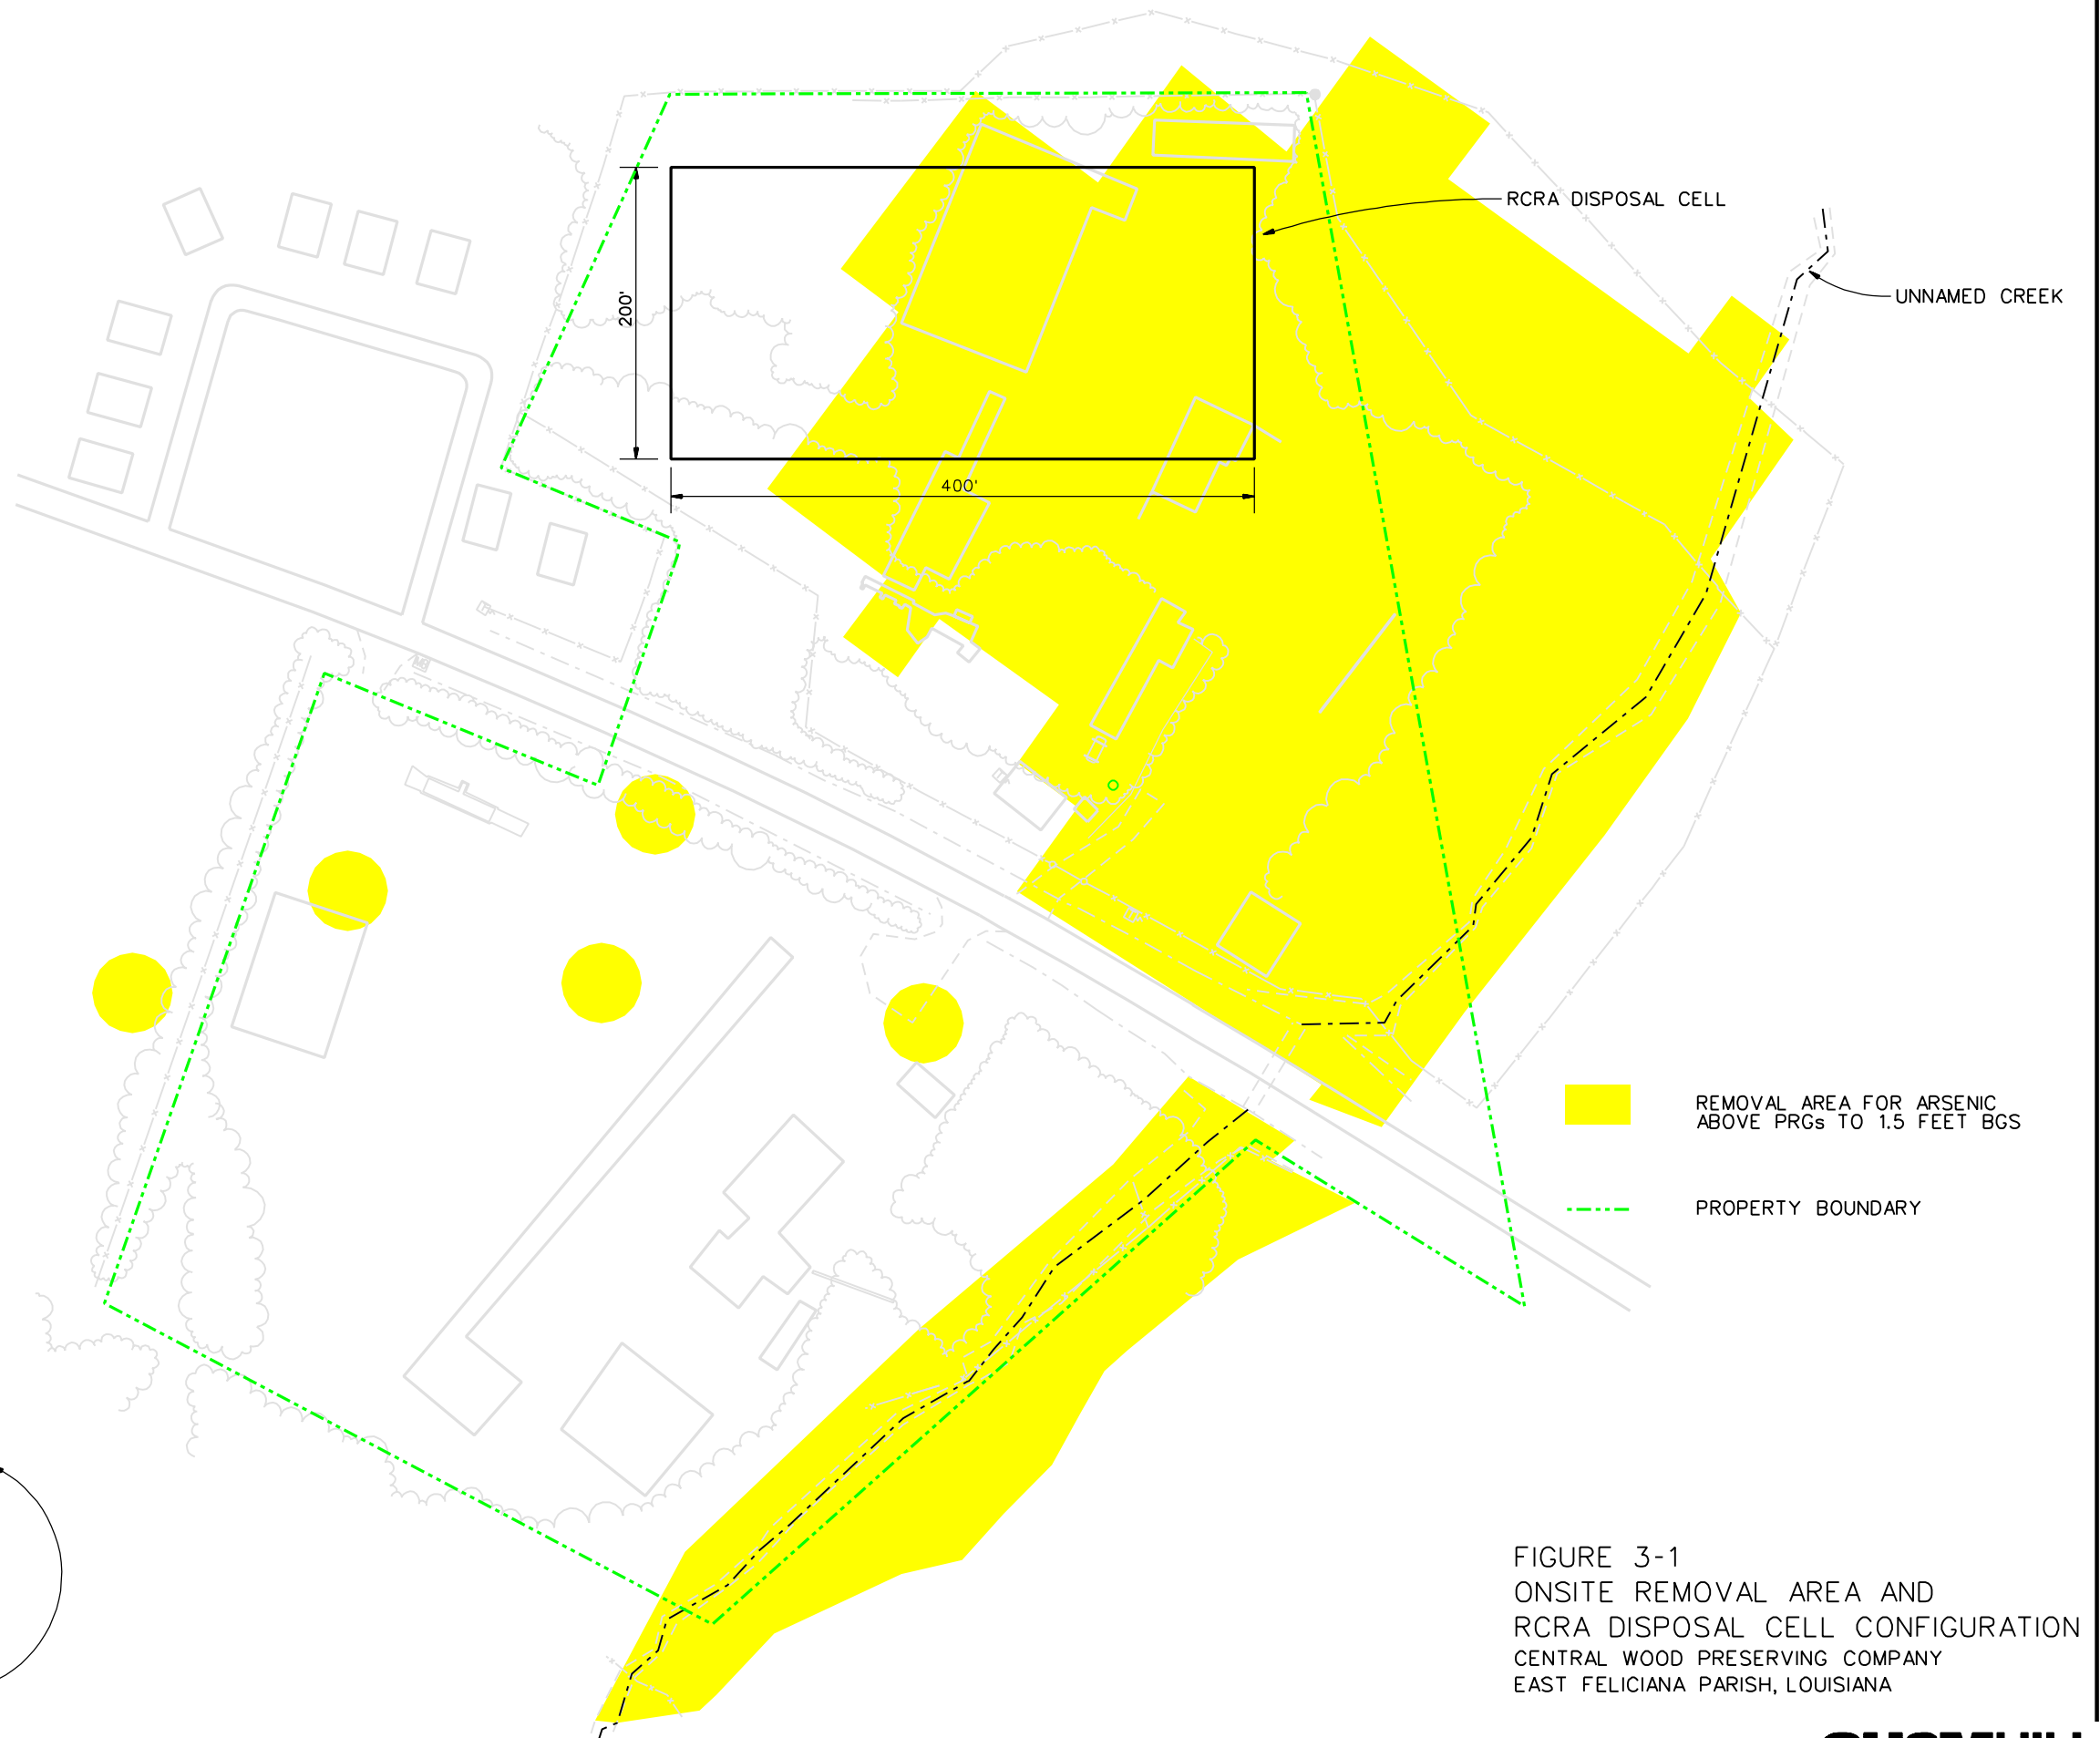 RCRA DISPOSAL CELL
UNNAMED CREEK
200'
400'
REMOVAL AREA FOR ARSENIC
ABOVE PRGs TO 1.5 FEET BGS
PROPERTY BOUNDARY
FIGURE 3-1
ONSITE REMOVAL AREA AND
RCRA DISPOSAL CELL CONFIGURATION
CENTRAL WOOD PRESERVING COMPANY
EAST FELICIANA PARISH, LOUISIANA